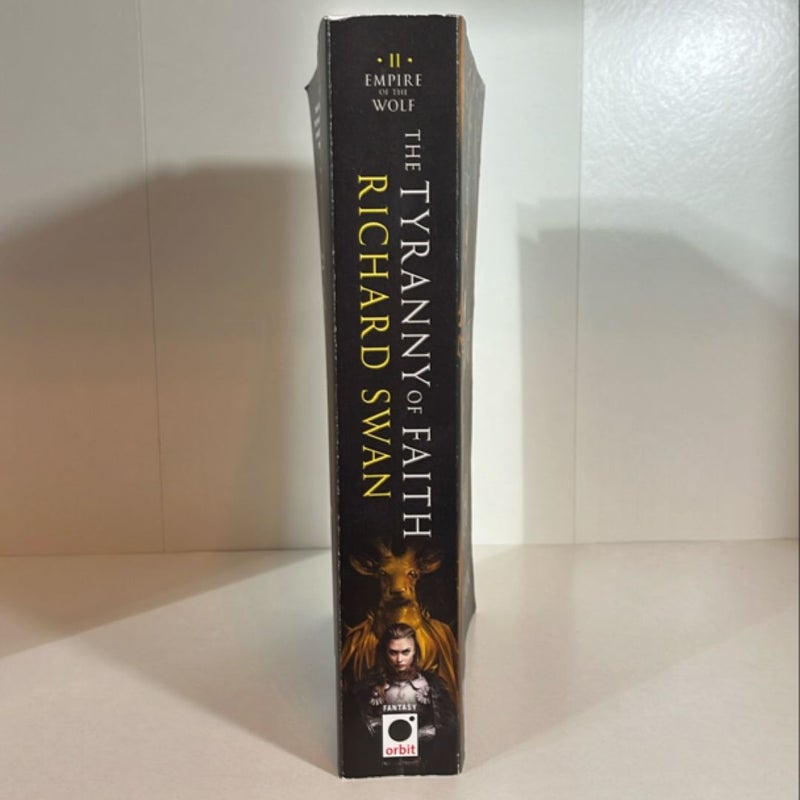 • II •
EMPIRE
OF THE
WOLF
THE TYRANNY OF FAITH
RICHARD SWAN
FANTASY
orbit